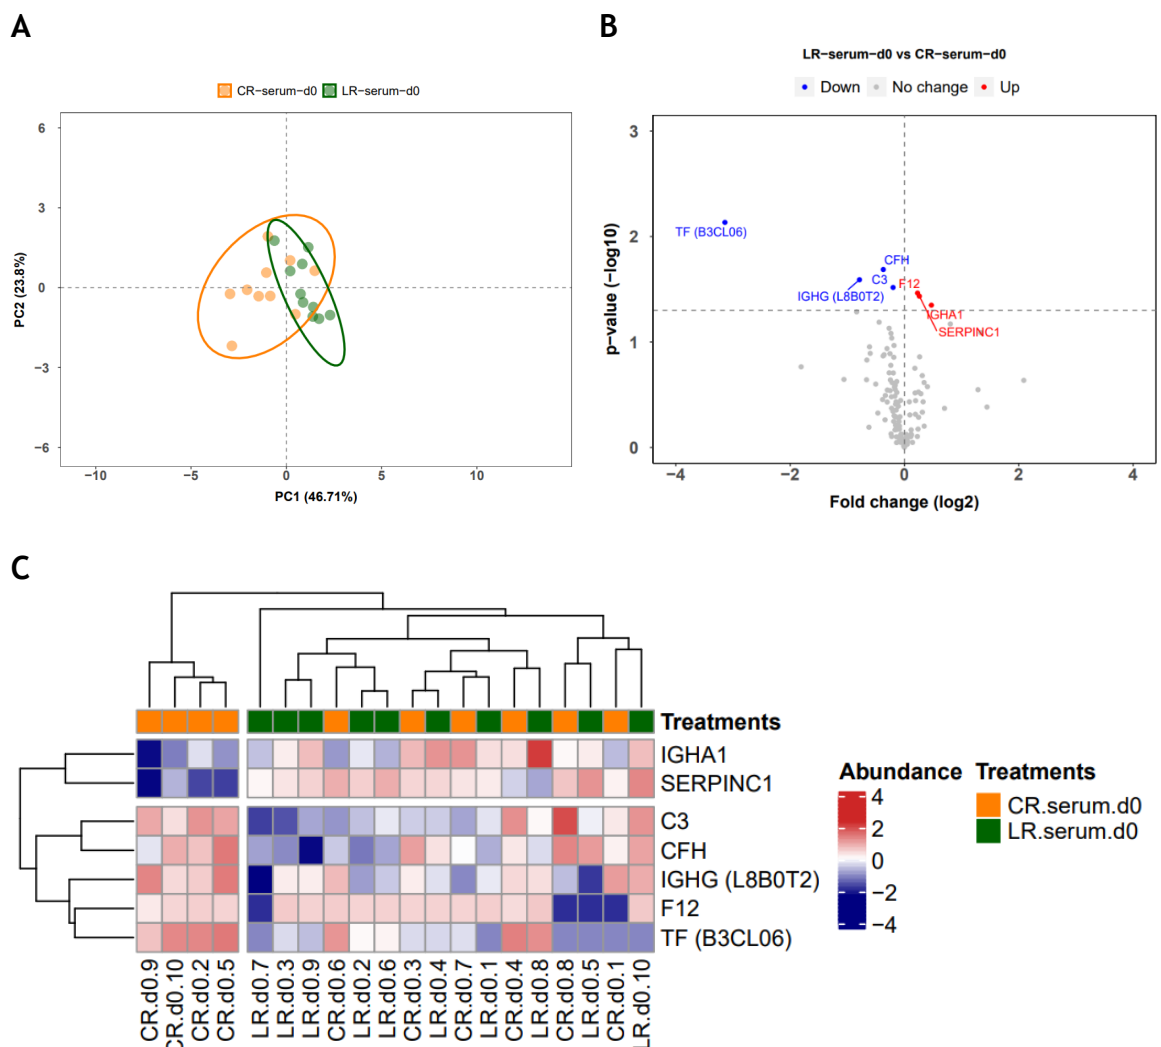 A
CR−serum−d0 LR−serum−d0
6
3
0
−3
−6
−10 −5 0 5 10
PC1 (46.71%)
PC2 (23.8%)
B
LR−serum−d0 vs CR−serum−d0
Down No change Up
3
2
1
0
−4 −2 0 2 4
Fold change (log2)
p−value (−log10)
TF (B3CL06)
CFH
C3
F12
IGHG (L8B0T2)
IGHA1
SERPINC1
C
Treatments
IGHA1
SERPINC1
C3
CFH
IGHG (L8B0T2)
F12
TF (B3CL06)
CR.d0.9
CR.d0.10
CR.d0.2
CR.d0.5
LR.d0.7
LR.d0.3
LR.d0.9
CR.d0.6
LR.d0.2
LR.d0.6
CR.d0.3
LR.d0.4
CR.d0.7
LR.d0.1
CR.d0.4
LR.d0.8
CR.d0.8
LR.d0.5
CR.d0.1
LR.d0.10
Abundance
4
2
0
−2
−4
Treatments
CR.serum.d0
LR.serum.d0